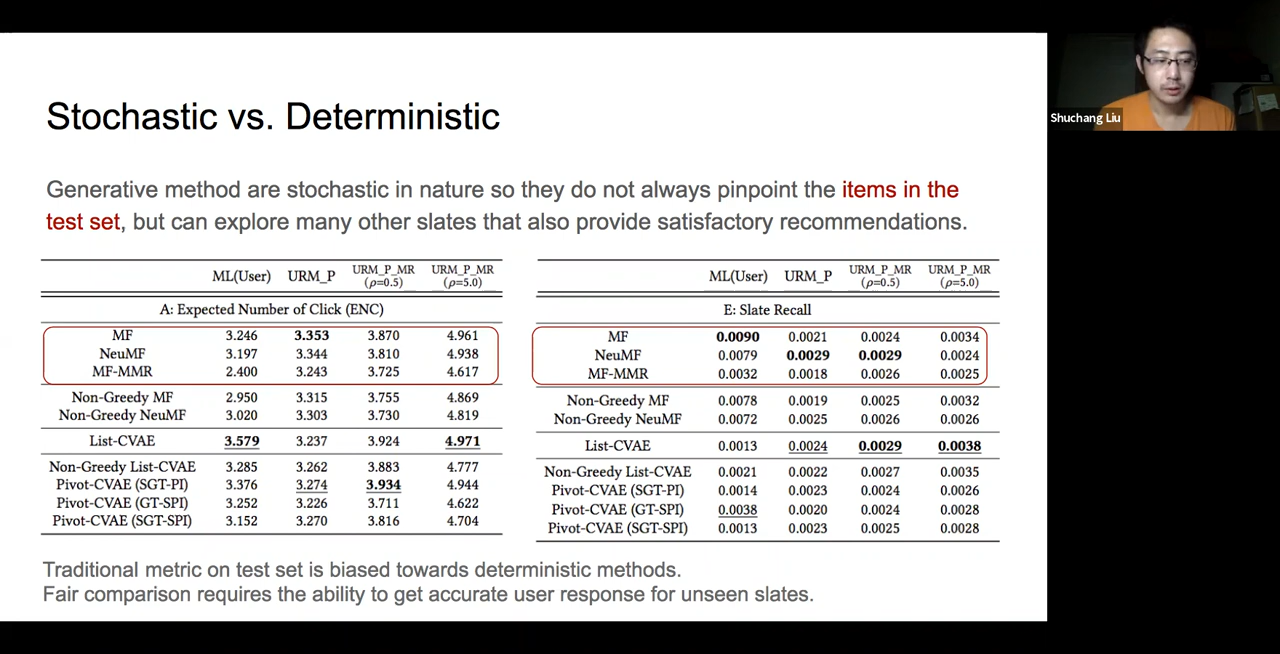 Stochastic vs. Deterministic
Shuchang Liu
Generative method are stochastic in nature so they do not always pinpoint the items in the
test set, but can explore many other slates that also provide satisfactory recommendations.
ML(User) URM_P URM_P_MR (ρ=0.5) URM_P_MR (ρ=5.0)
A: Expected Number of Click (ENC)
MF 3.246 3.353 3.870 4.961
NeuMF 3.197 3.344 3.810 4.938
MF-MMR 2.400 3.243 3.725 4.617
Non-Greedy MF 2.950 3.315 3.755 4.869
Non-Greedy NeuMF 3.020 3.303 3.730 4.819
List-CVAE 3.579 3.237 3.924 4.971
Non-Greedy List-CVAE 3.285 3.262 3.883 4.777
Pivot-CVAE (SGT-PI) 3.376 3.274 3.934 4.944
Pivot-CVAE (GT-SPI) 3.252 3.226 3.711 4.622
Pivot-CVAE (SGT-SPI) 3.152 3.270 3.816 4.704
ML(User) URM_P URM_P_MR (ρ=0.5) URM_P_MR (ρ=5.0)
E: Slate Recall
MF 0.0090 0.0021 0.0024 0.0034
NeuMF 0.0079 0.0029 0.0029 0.0024
MF-MMR 0.0032 0.0018 0.0026 0.0025
Non-Greedy MF 0.0078 0.0019 0.0025 0.0032
Non-Greedy NeuMF 0.0072 0.0025 0.0026 0.0026
List-CVAE 0.0013 0.0024 0.0029 0.0038
Non-Greedy List-CVAE 0.0021 0.0022 0.0027 0.0035
Pivot-CVAE (SGT-PI) 0.0014 0.0023 0.0024 0.0026
Pivot-CVAE (GT-SPI) 0.0038 0.0020 0.0024 0.0028
Pivot-CVAE (SGT-SPI) 0.0013 0.0023 0.0025 0.0028
Traditional metric on test set is biased towards deterministic methods.
Fair comparison requires the ability to get accurate user response for unseen slates.